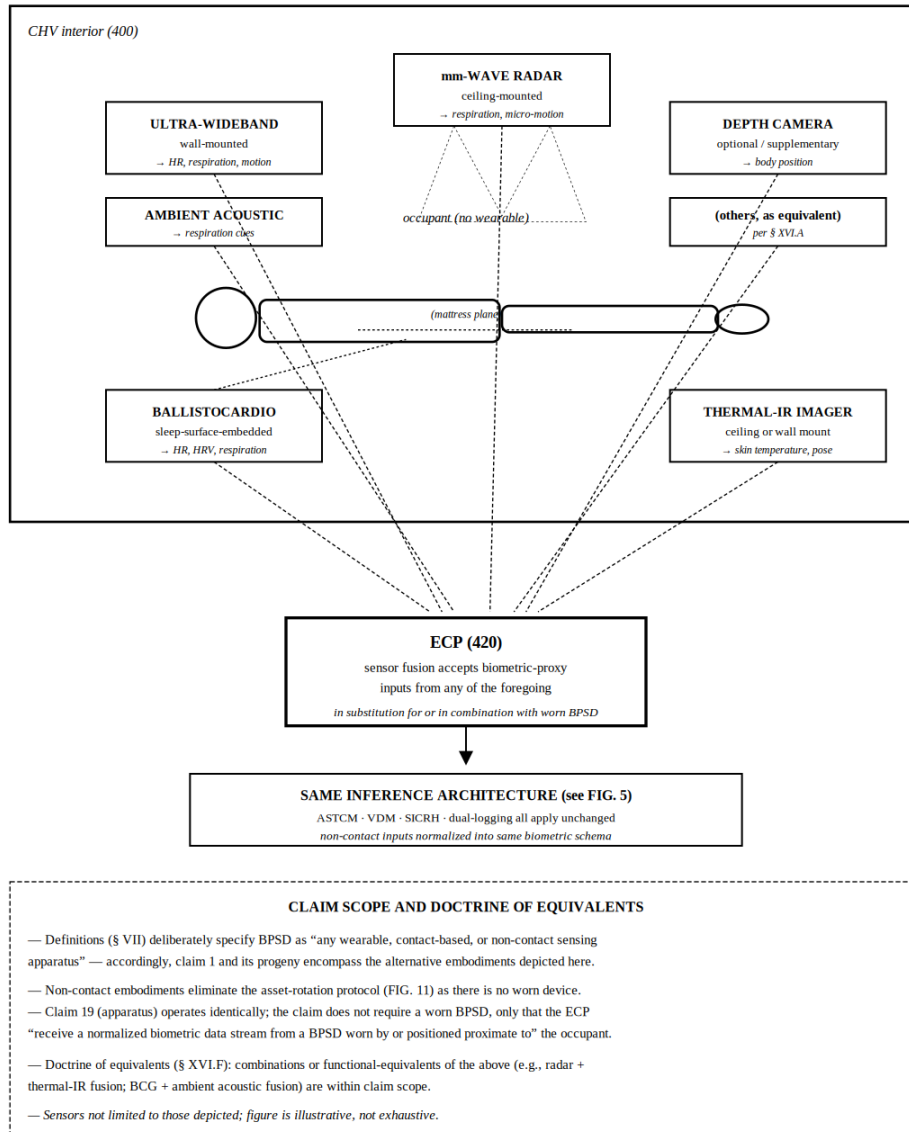 CHV interior (400)
mm-WAVE RADAR
ceiling-mounted
→ respiration, micro-motion
ULTRA-WIDEBAND
wall-mounted
→ HR, respiration, motion
DEPTH CAMERA
optional / supplementary
→ body position
AMBIENT ACOUSTIC
→ respiration cues
occupant (no wearable)
(others, as equivalent)
per § XVI.A
(mattress plane
BALLISTOCARDIO
sleep-surface-embedded
→ HR, HRV, respiration
THERMAL-IR IMAGER
ceiling or wall mount
→ skin temperature, pose
ECP (420)
sensor fusion accepts biometric-proxy
inputs from any of the foregoing
in substitution for or in combination with worn BPSD
SAME INFERENCE ARCHITECTURE (see FIG. 5)
ASTCM · VDM · SICRH · dual-logging all apply unchanged
non-contact inputs normalized into same biometric schema
CLAIM SCOPE AND DOCTRINE OF EQUIVALENTS
— Definitions (§ VII) deliberately specify BPSD as “any wearable, contact-based, or non-contact sensing
apparatus” — accordingly, claim 1 and its progeny encompass the alternative embodiments depicted here.
— Non-contact embodiments eliminate the asset-rotation protocol (FIG. 11) as there is no worn device.
— Claim 19 (apparatus) operates identically; the claim does not require a worn BPSD, only that the ECP
“receive a normalized biometric data stream from a BPSD worn by or positioned proximate to” the occupant.
— Doctrine of equivalents (§ XVI.F): combinations or functional-equivalents of the above (e.g., radar +
thermal-IR fusion; BCG + ambient acoustic fusion) are within claim scope.
— Sensors not limited to those depicted; figure is illustrative, not exhaustive.